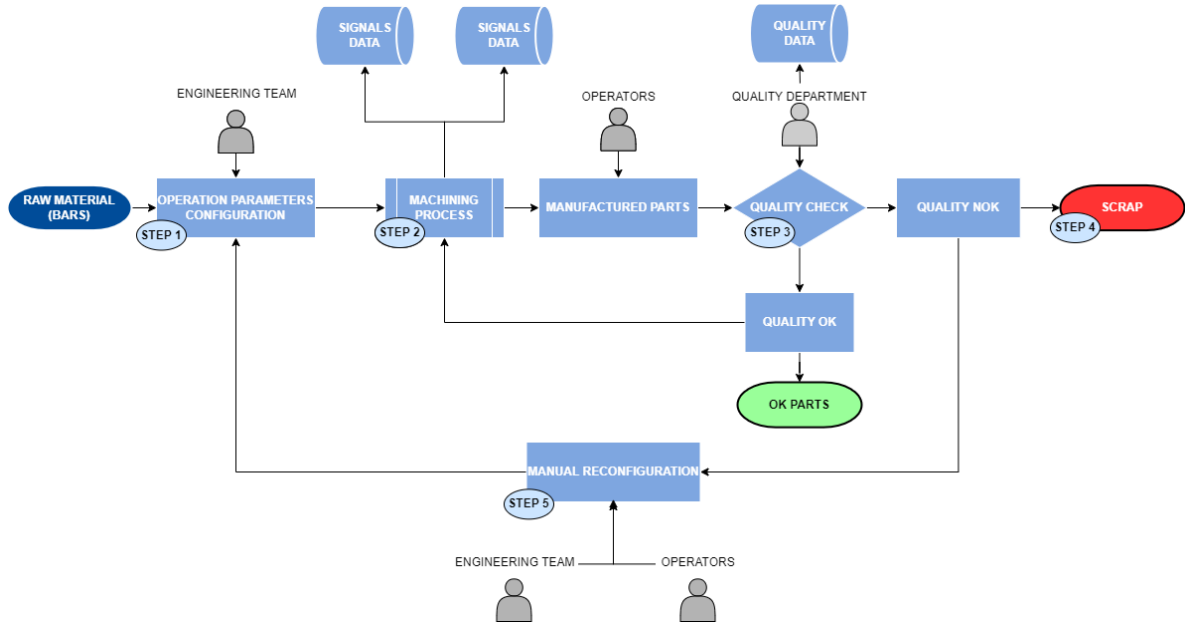 SIGNALS
DATA
SIGNALS
DATA
QUALITY
DATA
ENGINEERING TEAM
OPERATORS
QUALITY DEPARTMENT
RAW MATERIAL
(BARS)
OPERATION PARAMETERS
CONFIGURATION
STEP 1
MACHINING
PROCESS
STEP 2
MANUFACTURED PARTS
QUALITY CHECK
STEP 3
QUALITY NOK
SCRAP
STEP 4
QUALITY OK
OK PARTS
MANUAL RECONFIGURATION
STEP 5
ENGINEERING TEAM
OPERATORS